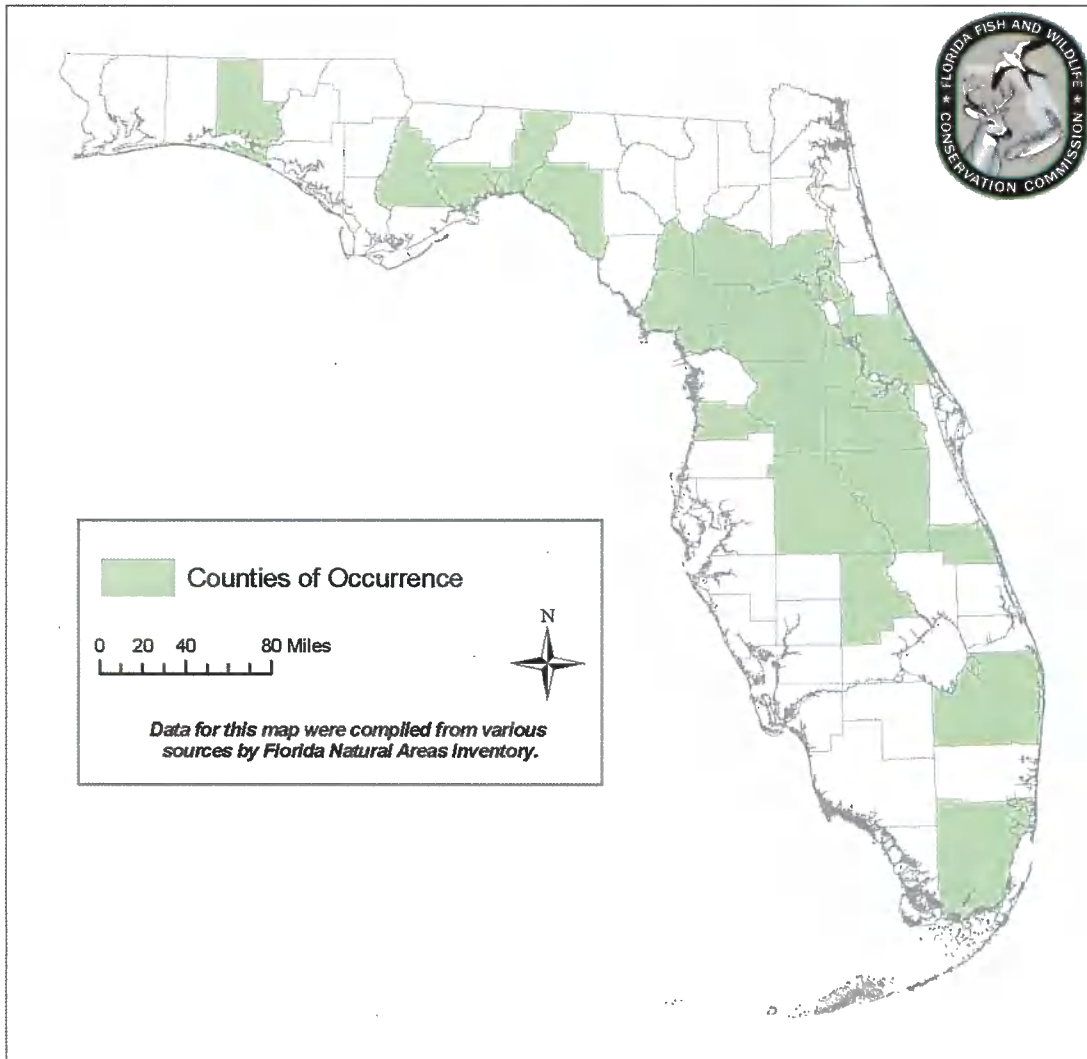 FLORIDA FISH AND WILDLIFE
CONSERVATION COMMISSION
Counties of Occurrence
0 20 40 80 Miles
N
Data for this map were compiled from various
sources by Florida Natural Areas Inventory.